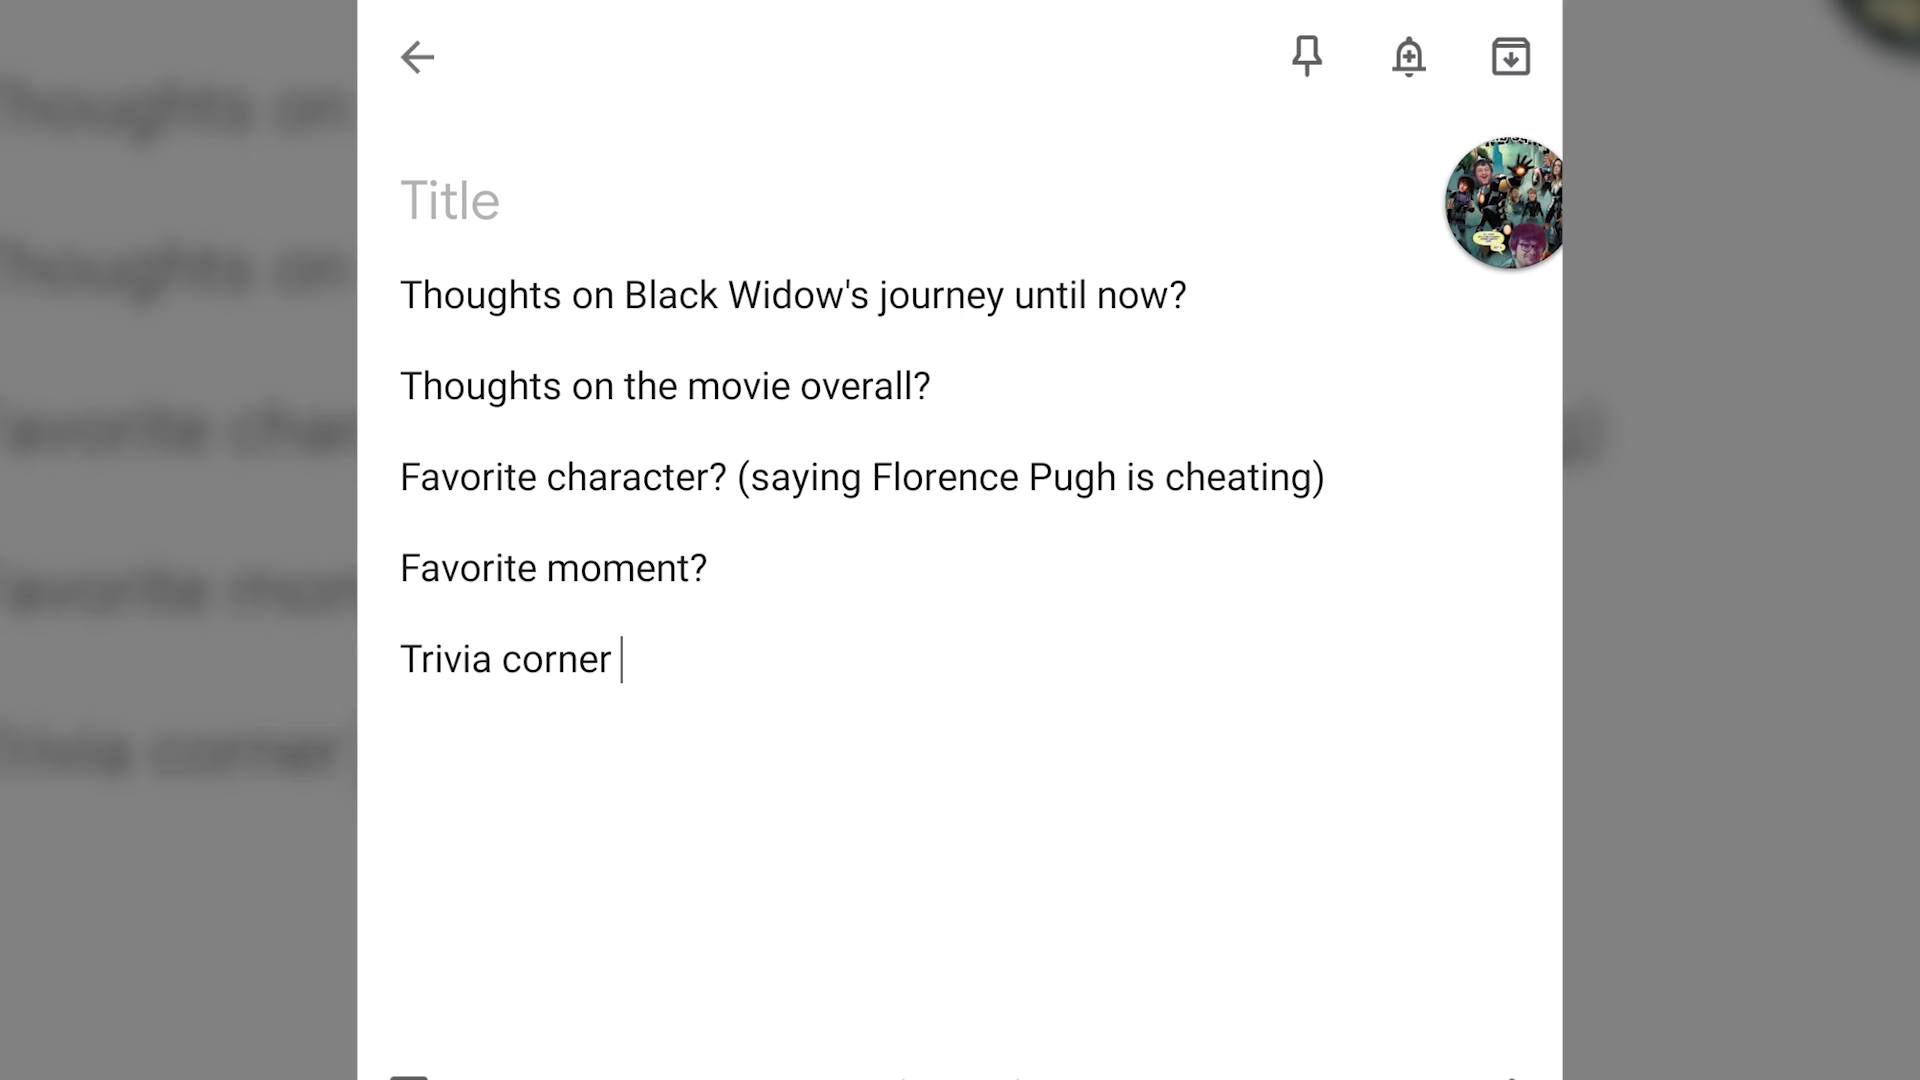 Title
Thoughts on Black Widow's journey until now?
Thoughts on the movie overall?
Favorite character? (saying Florence Pugh is cheating)
Favorite moment?
Trivia corner